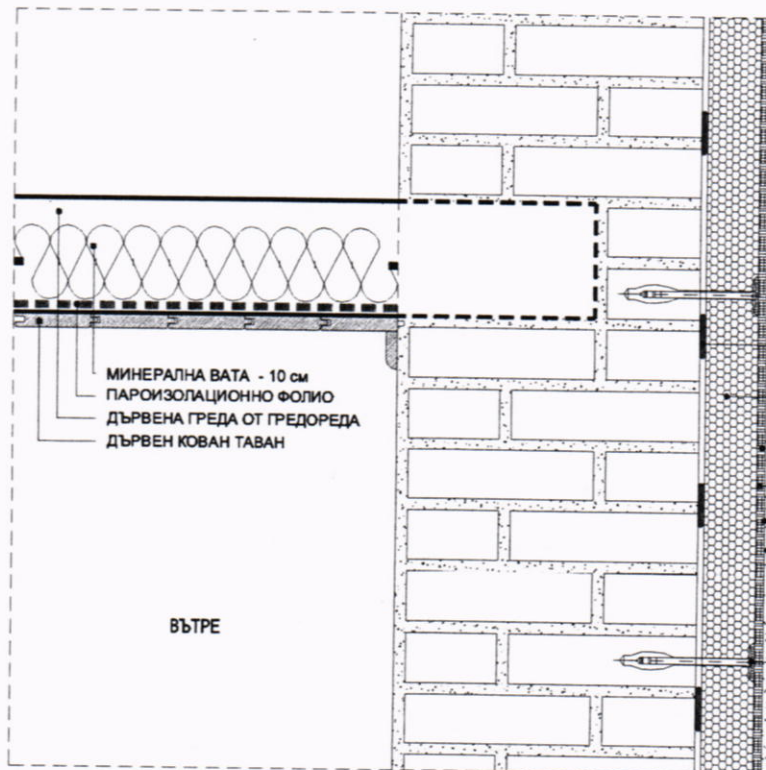 МИНЕРАЛНА ВАТА - 10 см
ПАРОИЗОЛАЦИОННО ФОЛИО
ДЪРВЕНА ГРЕДА ОТ ГРЕДОРЕДА
ДЪРВЕН КОВАН ТАВАН
ВЪТРЕ